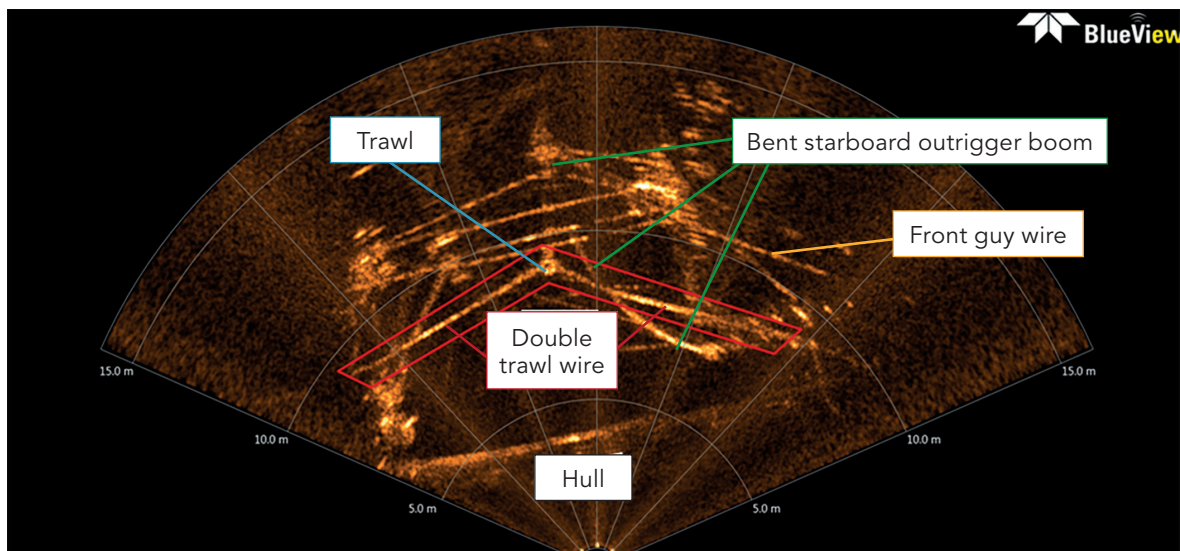 BlueView
Trawl
Bent starboard outrigger boom
Front guy wire
Double
trawl wire
15.0 m
15.0 m
10.0 m
10.0 m
Hull
5.0 m
5.0 m